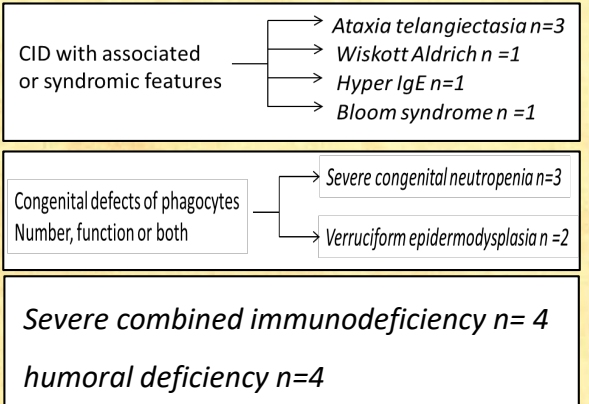 CID with associated
or syndromic features
Ataxia telangiectasia n=3
Wiskott Aldrich n =1
Hyper IgE n=1
Bloom syndrome n =1
Congenital defects of phagocytes
Number, function or both
Severe congenital neutropenia n=3
Verruciform epidermodysplasia n =2
Severe combined immunodeficiency n= 4
humoral deficiency n=4